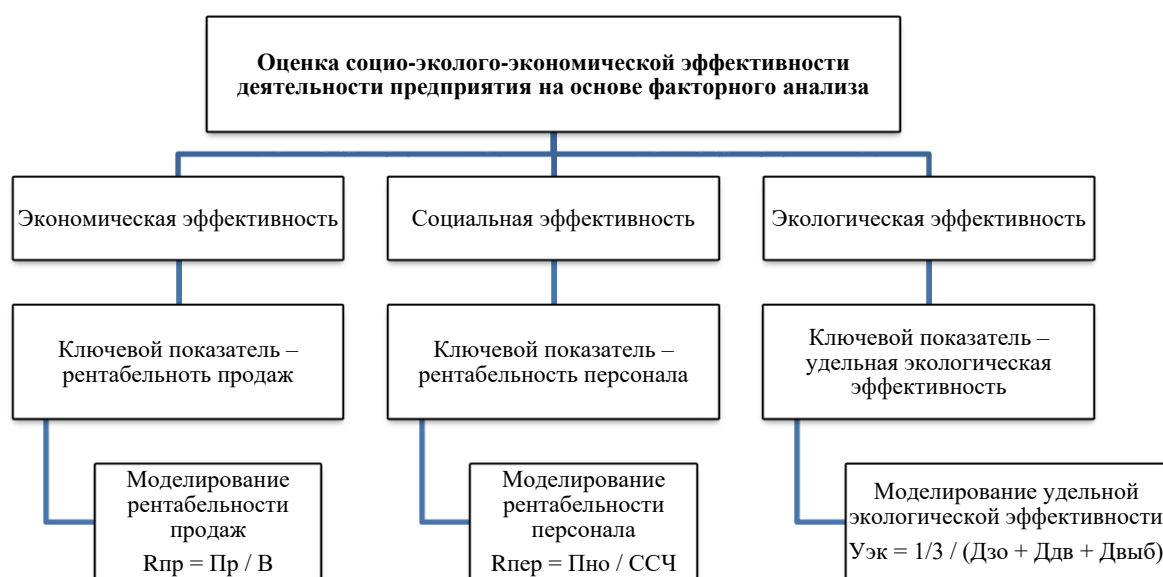 Оценка социо-эколого-экономической эффективности
деятельности предприятия на основе факторного анализа
Экономическая эффективность
Социальная эффективность
Экологическая эффективность
Ключевой показатель –
рентабельноть продаж
Ключевой показатель –
рентабельность персонала
Ключевой показатель –
удельная экологическая
эффективность
Моделирование
рентабельности
продаж
Rпр = Пр / В
Моделирование
рентабельности
персонала
Rпер = Пно / ССЧ
Моделирование удельной
экологической эффективности
Уэк = 1/3 / (Дзо + Ддв + Двыб)